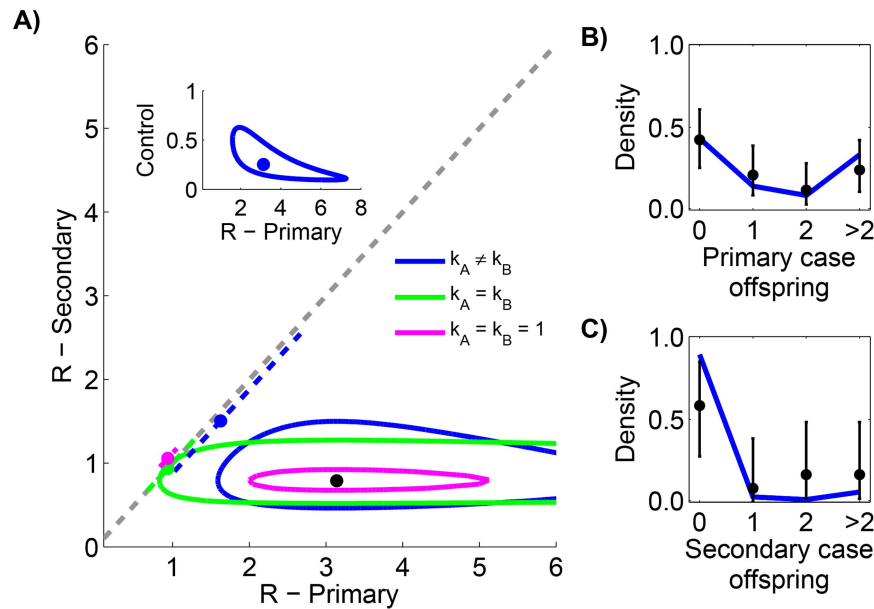 A)
6
5
4
3
2
1
0
R − Secondary
1
2
3
4
5
6
R − Primary
1
0.5
0
Control
2
4
6
8
R − Primary
k_A ≠ k_B
k_A = k_B
k_A = k_B = 1
B)
1.0
0.5
0.0
Density
0
1
2
>2
Primary case
offspring
C)
1.0
0.5
0.0
Density
0
1
2
>2
Secondary case
offspring